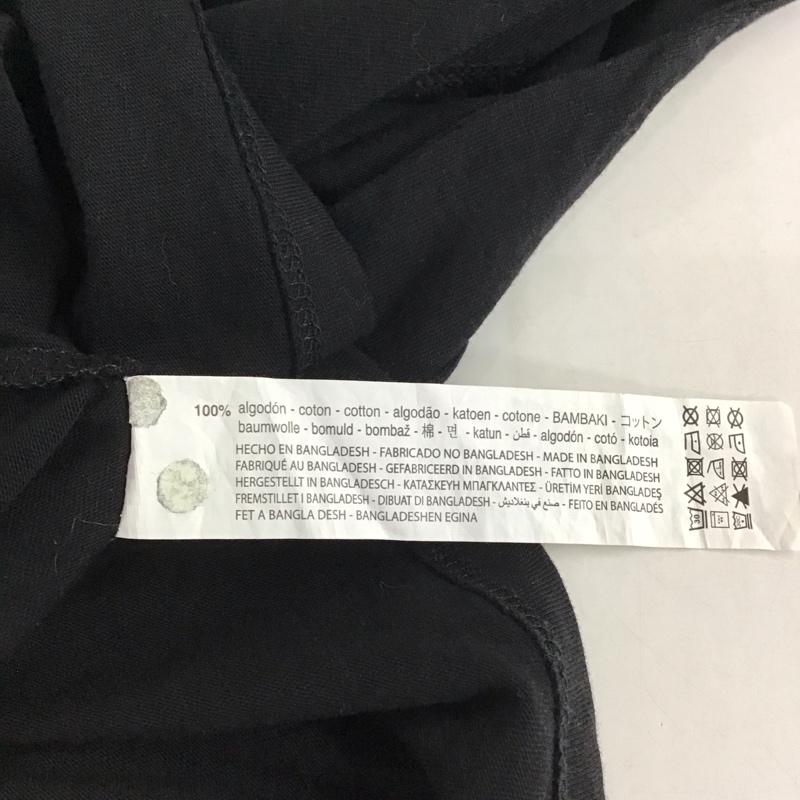 100% algodón - coton - cotton - algodão - katoen - cotone - BAMBAKI - コットン
baumwolle - bomuld - bombaž - 棉 - 면 - katun - قطن - algodón - cotó - kotoia
HECHO EN BANGLADESH - FABRICADO NO BANGLADESH - MADE IN BANGLADESH
FABRIQUÉ AU BANGLADESH - GEFABRICEERD IN BANGLADESH - FATTO IN BANGLADESH
HERGESTELLT IN BANGLADESCH - ΚΑΤΑΣΚΕΥΗ ΜΠΑΓΚΛΑΝΤΕΣ - ÜRETİM YERİ BANGLADEŞ
FREMSTILLET I BANGLADESH - DIBUAT DI BANGLADESH - صنع في بنغلاديش - FEITO EN BANGLADÉS
FET A BANGLA DESH - BANGLADESHEN EGINA